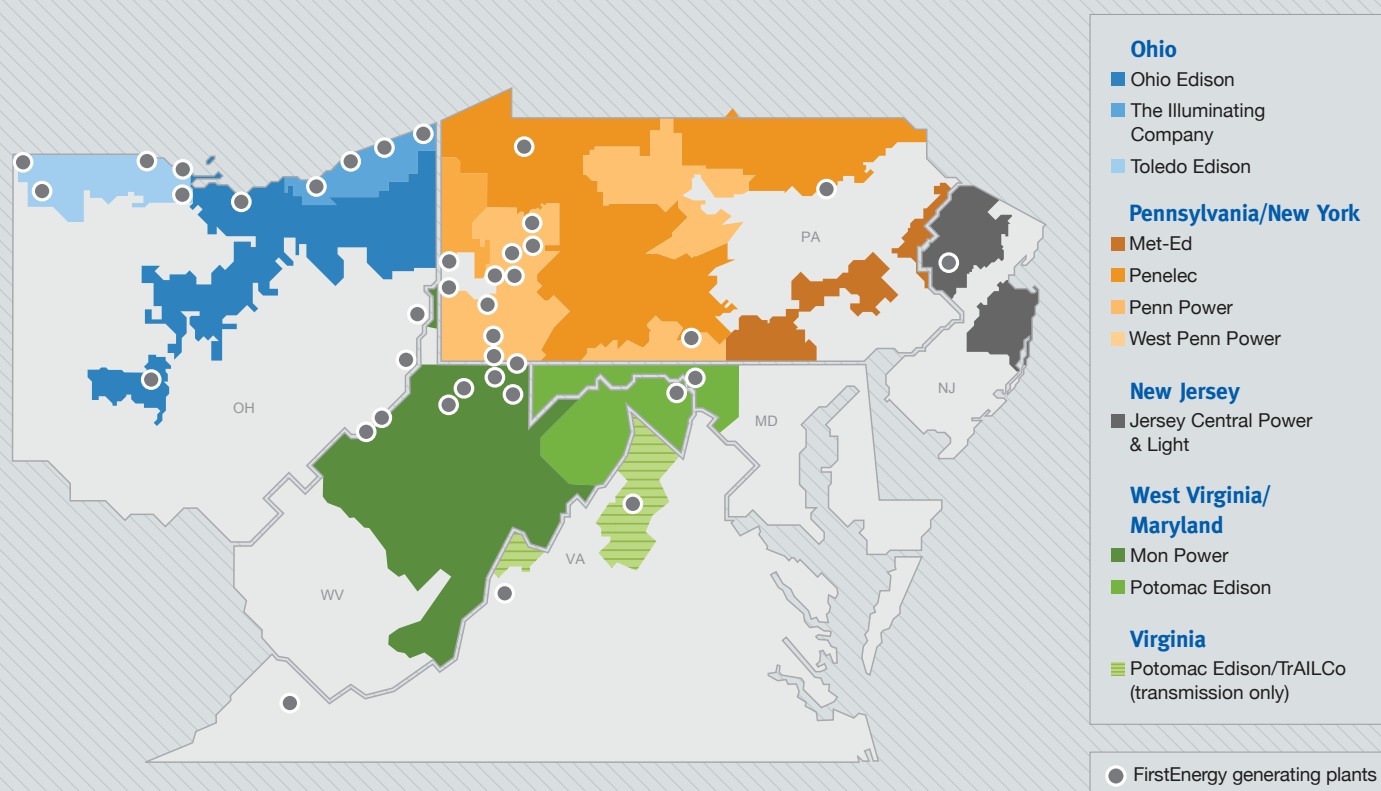 OH
WV
PA
MD
VA
NJ
Ohio
Ohio Edison
The Illuminating
Company
Toledo Edison
Pennsylvania/New York
Met-Ed
Penelec
Penn Power
West Penn Power
New Jersey
Jersey Central Power
& Light
West Virginia/
Maryland
Mon Power
Potomac Edison
Virginia
Potomac Edison/TrAILCo
(transmission only)
FirstEnergy generating plants